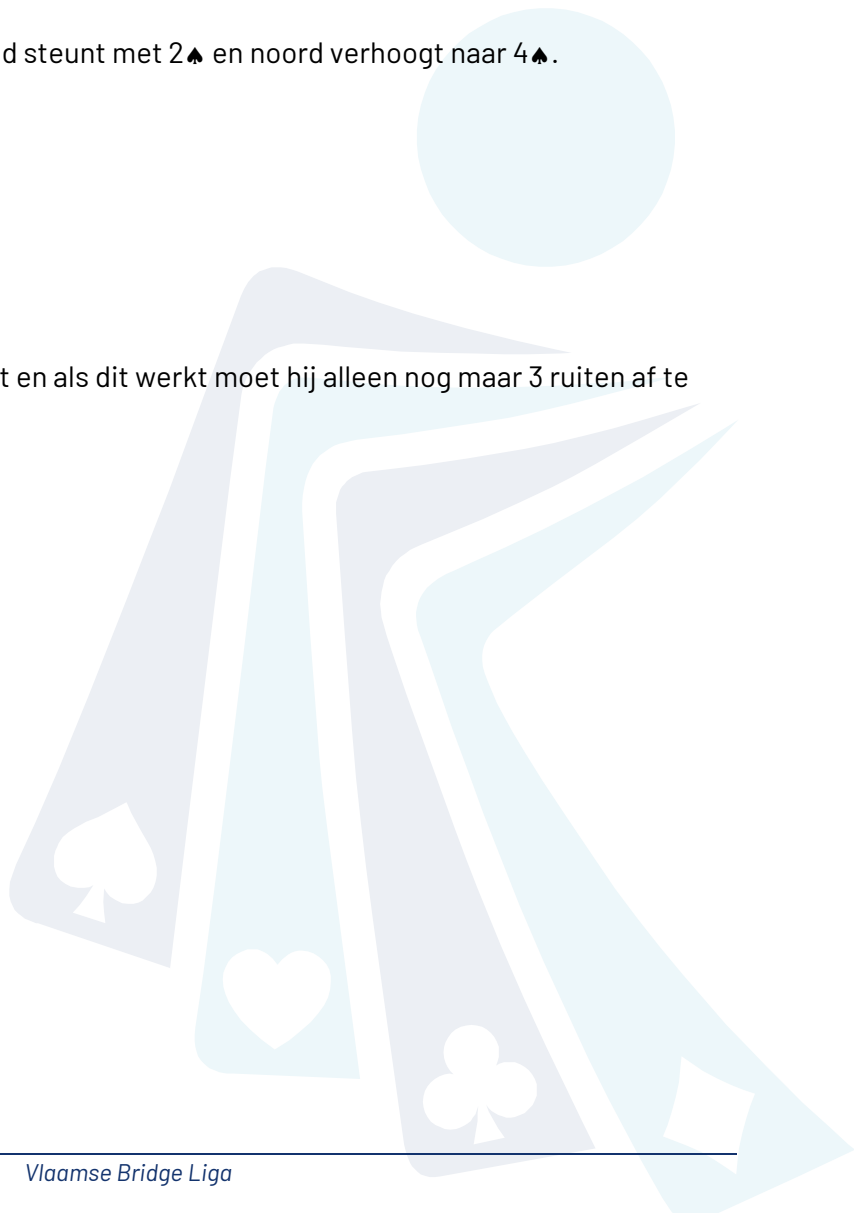 d steunt met 2♠ en noord verhoogt naar 4♠.
t en als dit werkt moet hij alleen nog maar 3 ruiten af te
Vlaamse Bridge Liga